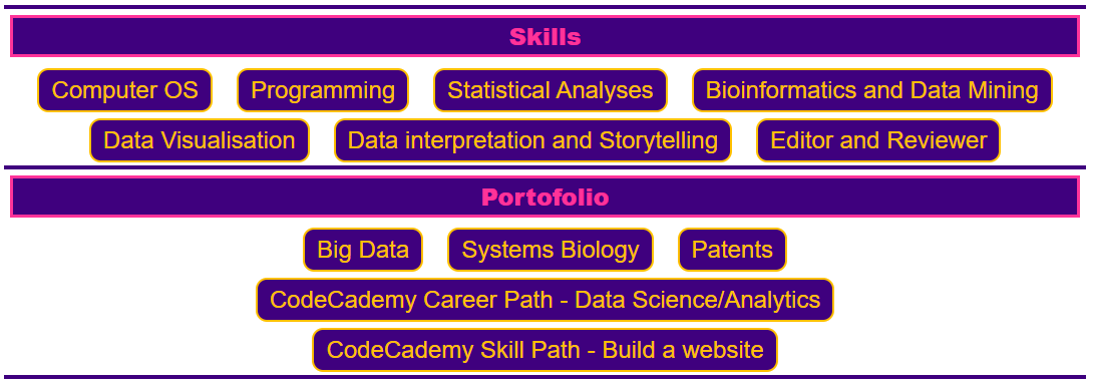 Skills
Computer OS Programming Statistical Analyses Bioinformatics and Data Mining
Data Visualisation Data interpretation and Storytelling Editor and Reviewer
Portofolio
Big Data Systems Biology Patents
CodeCademy Career Path - Data Science/Analytics
CodeCademy Skill Path - Build a website